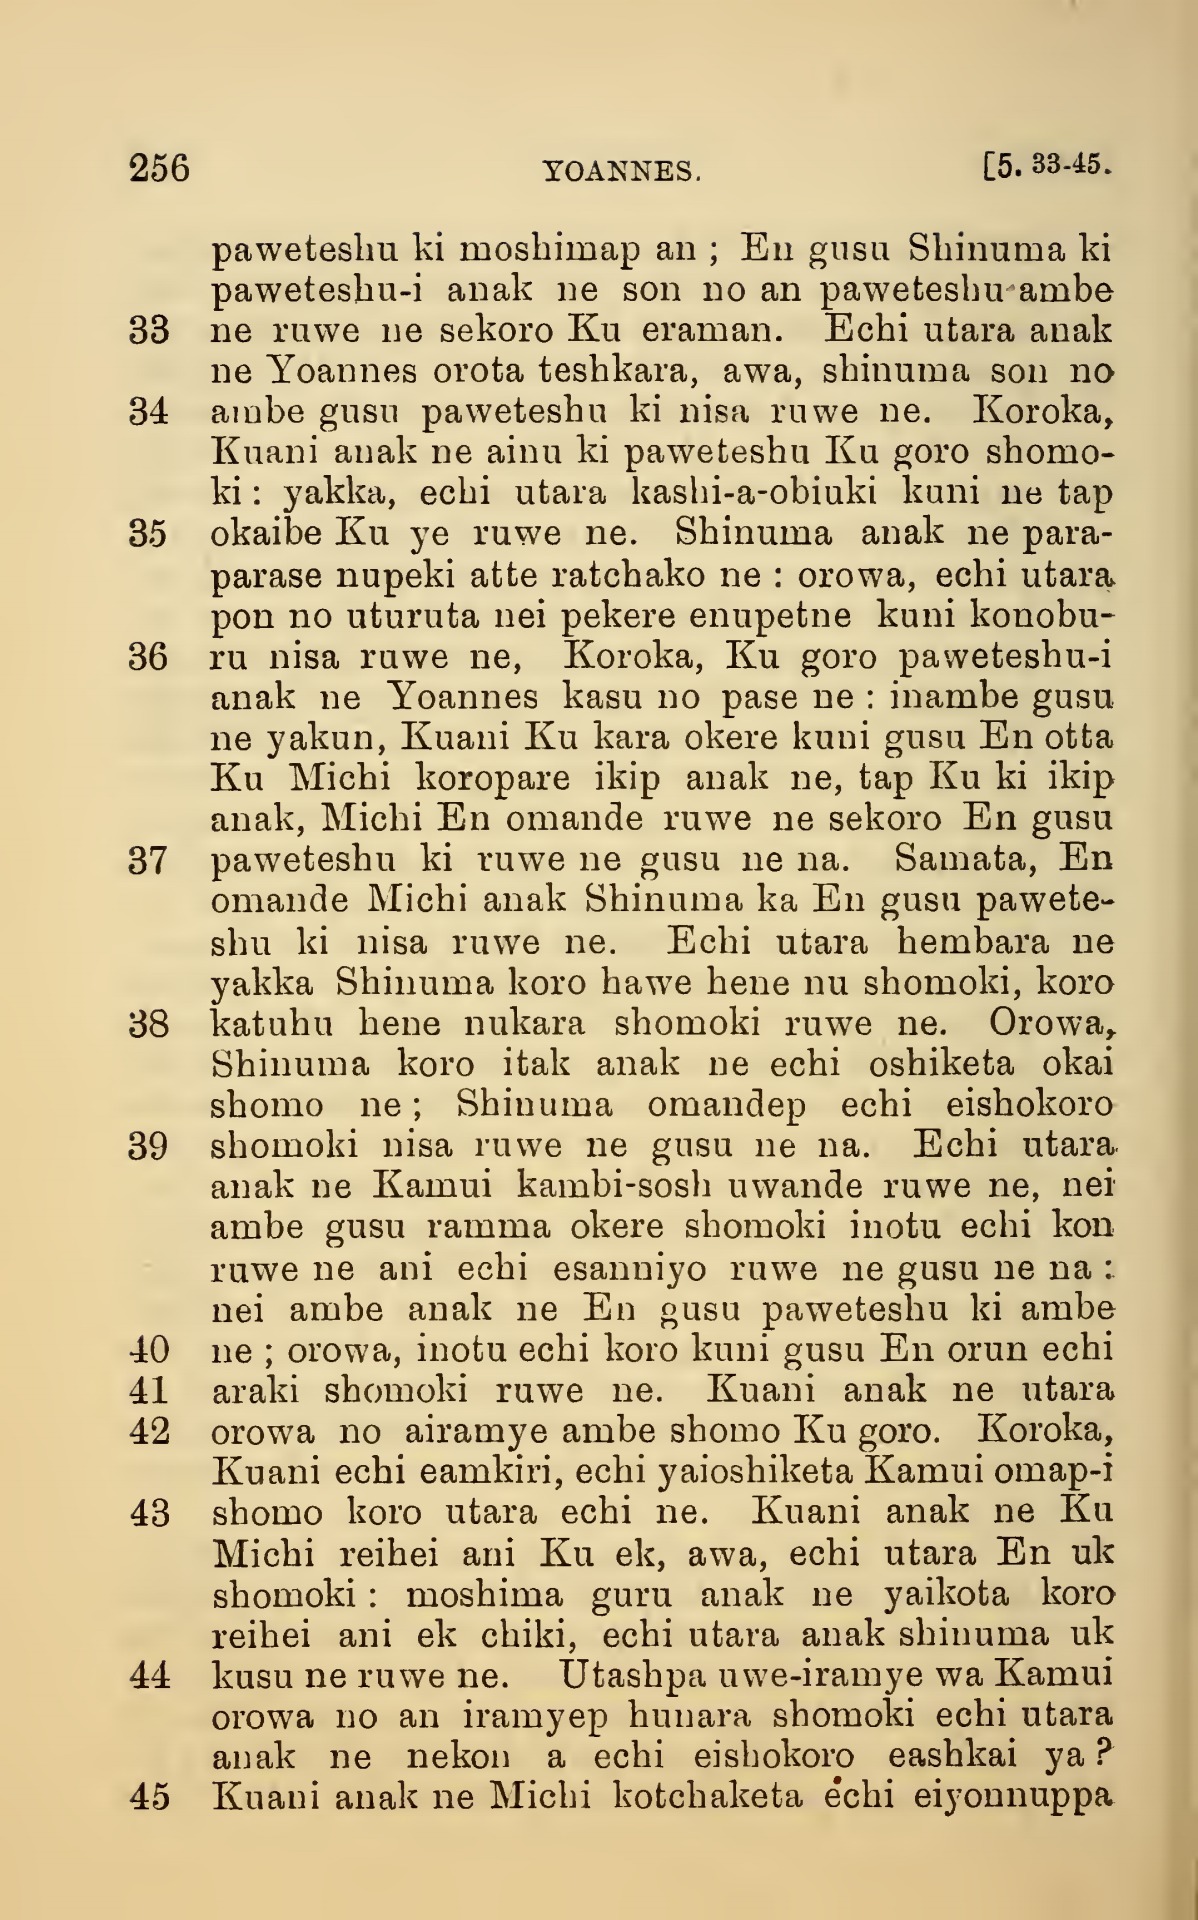 256 YOANNES. [5. 33-45.
paweteshu ki moshimap an ; En gusu Shinuma ki
paweteshu-i anak ne son no an paweteshu-ambe
33 ne ruwe ne sekoro Ku eraman. Echi utara anak
ne Yoannes orota teshkara, awa, shinuma son no
34 ambe gusu paweteshu ki nisa ruwe ne. Koroka,
Kuani anak ne ainu ki paweteshu Ku goro shomo-
ki : yakka, echi utara kashi-a-obiuki kuni ne tap
35 okaibe Ku ye ruwe ne. Shinuma anak ne para-
parase nupeki atte ratchako ne : orowa, echi utara
pon no uturuta nei pekere enupetne kuni konobu-
36 ru nisa ruwe ne, Koroka, Ku goro paweteshu-i
anak ne Yoannes kasu no pase ne : inambe gusu
ne yakun, Kuani Ku kara okere kuni gusu En otta
Ku Michi koropare ikip anak ne, tap Ku ki ikip
anak, Michi En omande ruwe ne sekoro En gusu
37 paweteshu ki ruwe ne gusu ne na. Samata, En
omande Michi anak Shinuma ka En gusu pawete-
shu ki nisa ruwe ne. Echi utara hembara ne
yakka Shinuma koro hawe hene nu shomoki, koro
38 katuhu hene nukara shomoki ruwe ne. Orowa,
Shinuma koro itak anak ne echi oshiketa okai
shomo ne ; Shinuma omandep echi eishokoro
39 shomoki nisa ruwe ne gusu ne na. Echi utara
anak ne Kamui kambi-sosh uwande ruwe ne, nei
ambe gusu ramma okere shomoki inotu echi kon
ruwe ne ani echi esanniyo ruwe ne gusu ne na :
nei ambe anak ne En gusu paweteshu ki ambe
40 ne ; orowa, inotu echi koro kuni gusu En orun echi
41 araki shomoki ruwe ne. Kuani anak ne utara
42 orowa no airamye ambe shomo Ku goro. Koroka,
Kuani echi eamkiri, echi yaioshiketa Kamui omap-i
43 shomo koro utara echi ne. Kuani anak ne Ku
Michi reihei ani Ku ek, awa, echi utara En uk
shomoki : moshima guru anak ne yaikota koro
reihei ani ek chiki, echi utara anak shinuma uk
44 kusu ne ruwe ne. Utashpa uwe-iramye wa Kamui
orowa no an iramyep hunara shomoki echi utara
anak ne nekon a echi eishokoro eashkai ya ?
45 Kuani anak ne Michi kotchaketa echi eiyonnuppa